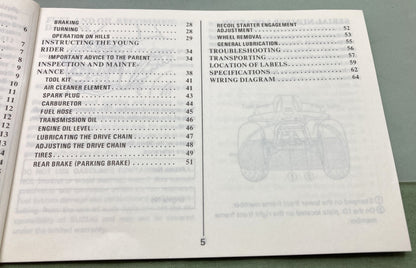 BRAKING . . . . . . . . . . . . . . . . . . . . . . . 28
TURNING . . . . . . . . . . . . . . . . . . . . . . . 28
OPERATION ON HILLS . . . . . . . . . . . . . . . 29
INSTRUCTING THE YOUNG
RIDER . . . . . . . . . . . . . . . . . . . . . . . . . 34
IMPORTANT ADVICE TO THE PARENT . . . . . . 34
INSPECTION AND MAINTE-
NANCE . . . . . . . . . . . . . . . . . . . . . . . . 38
TOOL KIT . . . . . . . . . . . . . . . . . . . . . . . 41
AIR CLEANER ELEMENT . . . . . . . . . . . . . . 41
SPARK PLUG . . . . . . . . . . . . . . . . . . . . . 43
CARBURETOR . . . . . . . . . . . . . . . . . . . . 44
FUEL HOSE . . . . . . . . . . . . . . . . . . . . . . 45
TRANSMISSION OIL . . . . . . . . . . . . . . . . 46
ENGINE OIL LEVEL . . . . . . . . . . . . . . . . . 46
LUBRICATING THE DRIVE CHAIN . . . . . . . . 47
ADJUSTING THE DRIVE CHAIN . . . . . . . . . . 48
TIRES . . . . . . . . . . . . . . . . . . . . . . . . . 49
REAR BRAKE (PARKING BRAKE) . . . . . . . . . 51
RECOIL STARTER ENGAGEMENT
ADJUSTMENT . . . . . . . . . . . . . . . . . . . . 52
WHEEL REMOVAL . . . . . . . . . . . . . . . . . . 53
GENERAL LUBRICATION . . . . . . . . . . . . . . 55
TROUBLESHOOTING . . . . . . . . . . . . . . . . 56
TRANSPORTING . . . . . . . . . . . . . . . . . . . 57
LOCATION OF LABELS . . . . . . . . . . . . . . . 59
SPECIFICATIONS . . . . . . . . . . . . . . . . . . 62
WIRING DIAGRAM . . . . . . . . . . . . . . . . . 64
5